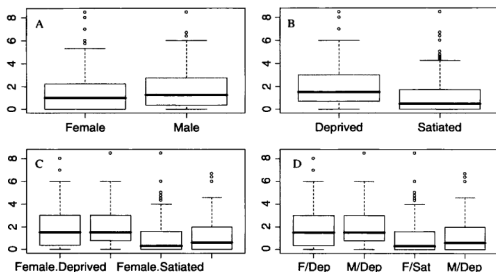 A
B
0 2 4 6 8
0 2 4 6 8
Female Male
Deprived Satiated
C
D
0 2 4 6 8
0 2 4 6 8
Female.Deprived Female.Satiated
F/Dep M/Dep F/Sat M/Dep